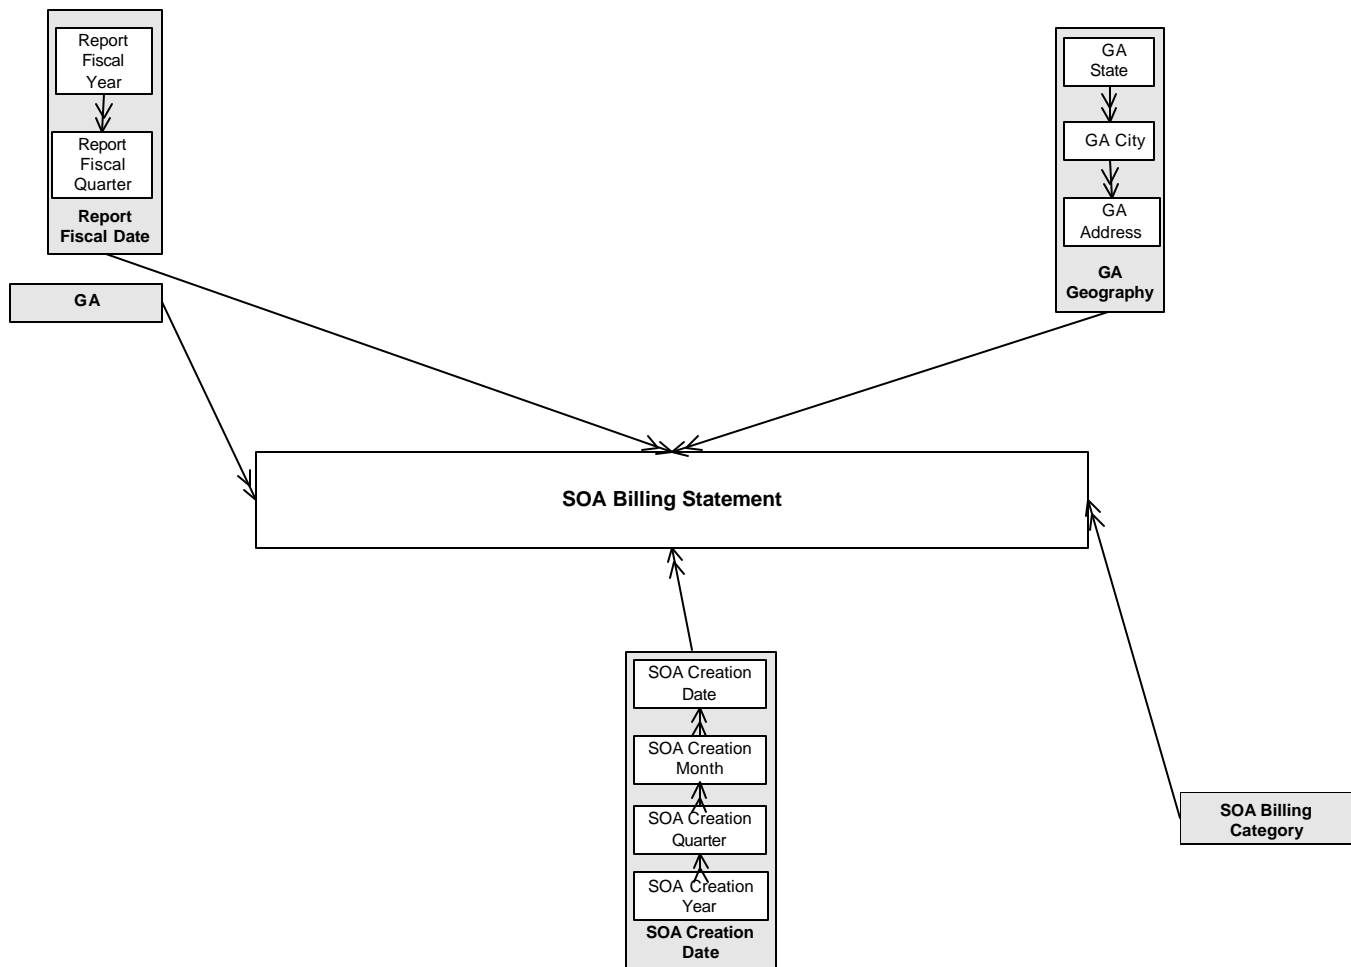 Report
Fiscal
Year
Report
Fiscal
Quarter
Report
Fiscal Date
GA
GA
State
GA City
GA
Address
GA
Geography
SOA Billing Statement
SOA Creation
Date
SOA Creation
Month
SOA Creation
Quarter
SOA Creation
Year
SOA Creation
Date
SOA Billing
Category